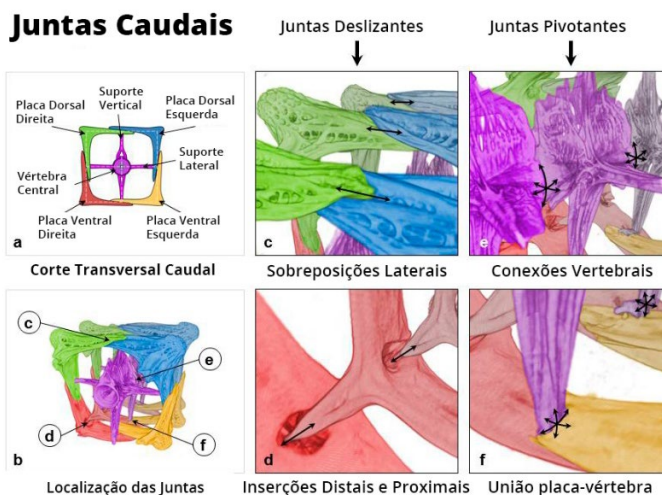 Juntas Caudais
Juntas Deslizantes
Juntas Pivotantes
Placa Dorsal
Direita
Suporte
Vertical
Placa Dorsal
Esquerda
Suporte
Lateral
Vértebra
Central
Placa Ventral
Direita
Placa Ventral
Esquerda
a
Corte Transversal Caudal
c
Sobreposições Laterais
e
Conexões Vertebrais
c
e
d
f
b
Localização das Juntas
d
Inserções Distais e Proximais
f
União placa-vértebra